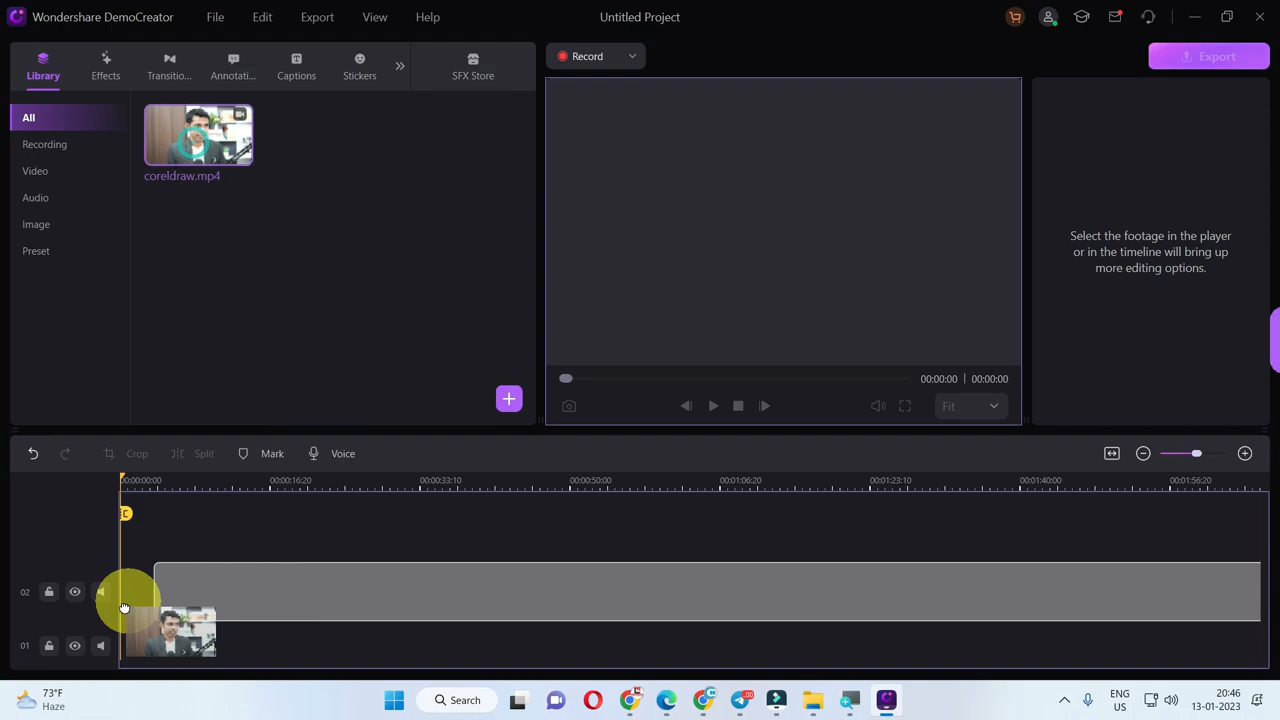 Wondershare DemoCreator
File
Edit
Export
View
Help
Untitled Project
Library
Effects
Transitio...
Annotati...
Captions
Stickers
SFX Store
Record
Export
All
Recording
Video
Audio
Image
Preset
coreldraw.mp4
Select the footage in the player
or in the timeline will bring up
more editing options.
00:00:00 | 00:00:00
Fit
Crop
Split
Mark
Voice
00:00:00:00
00:00:16:20
00:00:33:10
00:00:50:00
00:01:06:20
00:01:23:10
00:01:40:00
00:01:56:20
C
02
01
73°F
Haze
Search
ENG
US
20:46
13-01-2023